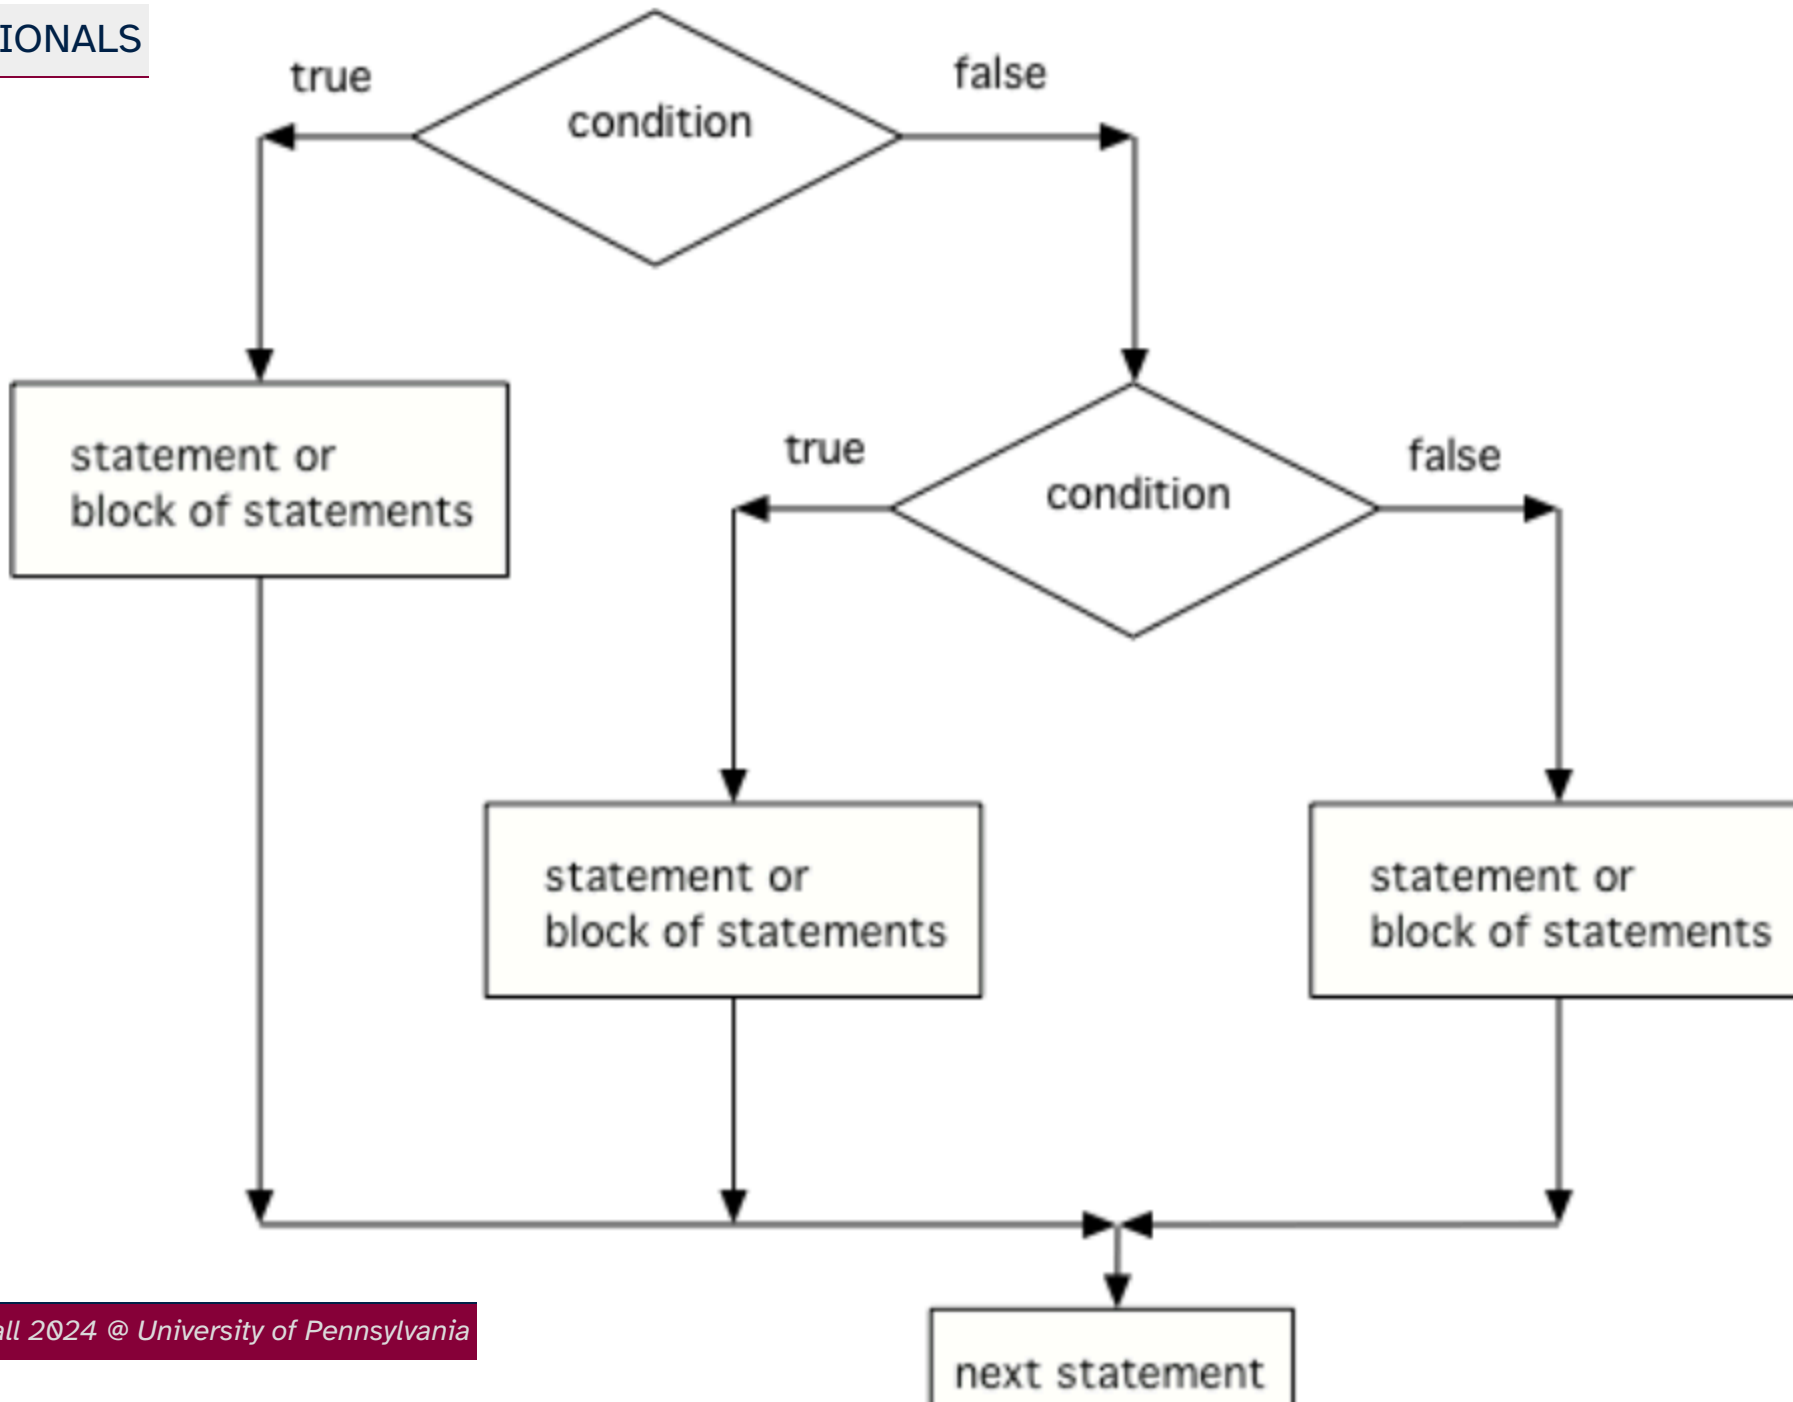 IONALS
true
false
condition
statement or
block of statements
true
false
condition
statement or
block of statements
statement or
block of statements
all 2024 @ University of Pennsylvania
next statement